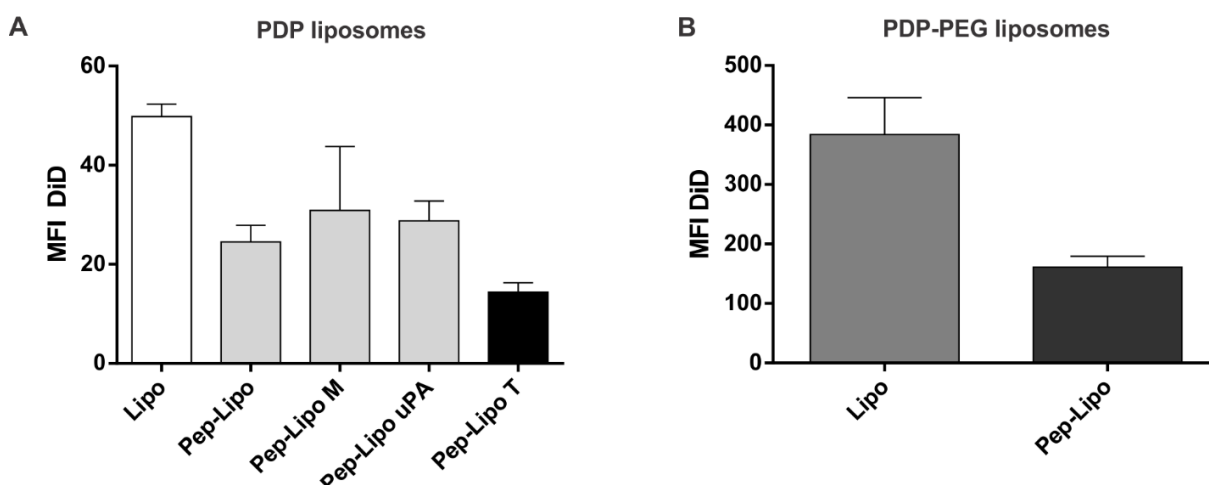 A
PDP liposomes
60
40
20
0
MFI DiD
Lipo
Pep-Lipo
Pep-Lipo M
Pep-Lipo uPA
Pep-Lipo T
B
PDP-PEG liposomes
500
400
300
200
100
0
MFI DiD
Lipo
Pep-Lipo